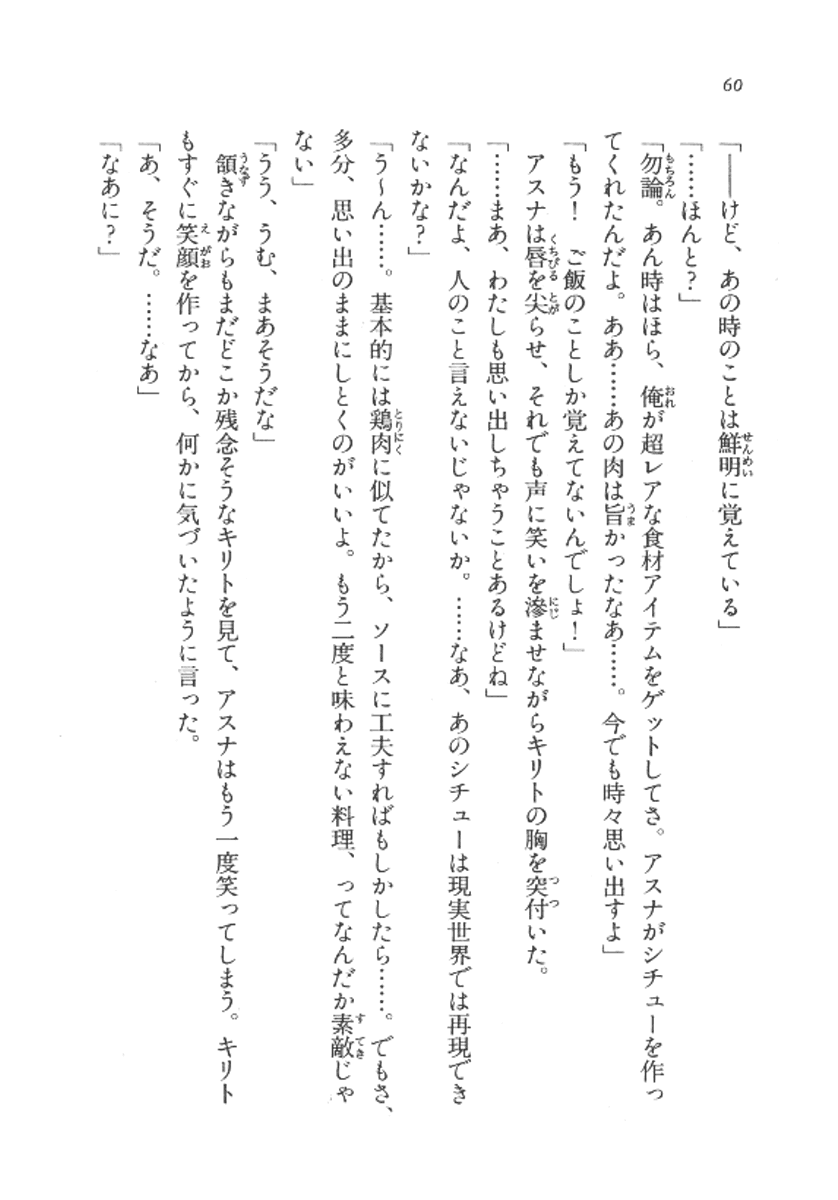 60
「――けど、あの時のことは鮮明に覚えている」
「……ほんと？」
「勿論。あん時はほら、俺が超レアな食材アイテムをゲットしてさ。アスナがシチューを作っ
てくれたんだよ。ああ……あの肉は旨かったなあ……。今でも時々思い出すよ」
「もう！　ご飯のことしか覚えてないんでしょ！」
アスナは唇を尖らせ、それでも声に笑いを滲ませながらキリトの胸を突付いた。
「……まあ、わたしも思い出しちゃうことあるけどね」
「なんだよ、人のこと言えないじゃないか。……なあ、あのシチューは現実世界では再現でき
ないかな？」
「う～ん……。基本的には鶏肉に似てたから、ソースに工夫すればもしかしたら……。でもさ、
多分、思い出のままにしとくのがいいよ。もう二度と味わえない料理、ってなんだか素敵じゃ
ない」
「うう、うむ、まあそうだな」
頷きながらもまだどこか残念そうなキリトを見て、アスナはもう一度笑ってしまう。キリト
もすぐに笑顔を作ってから、何かに気づいたように言った。
「あ、そうだ。……なあ」
「なあに？」